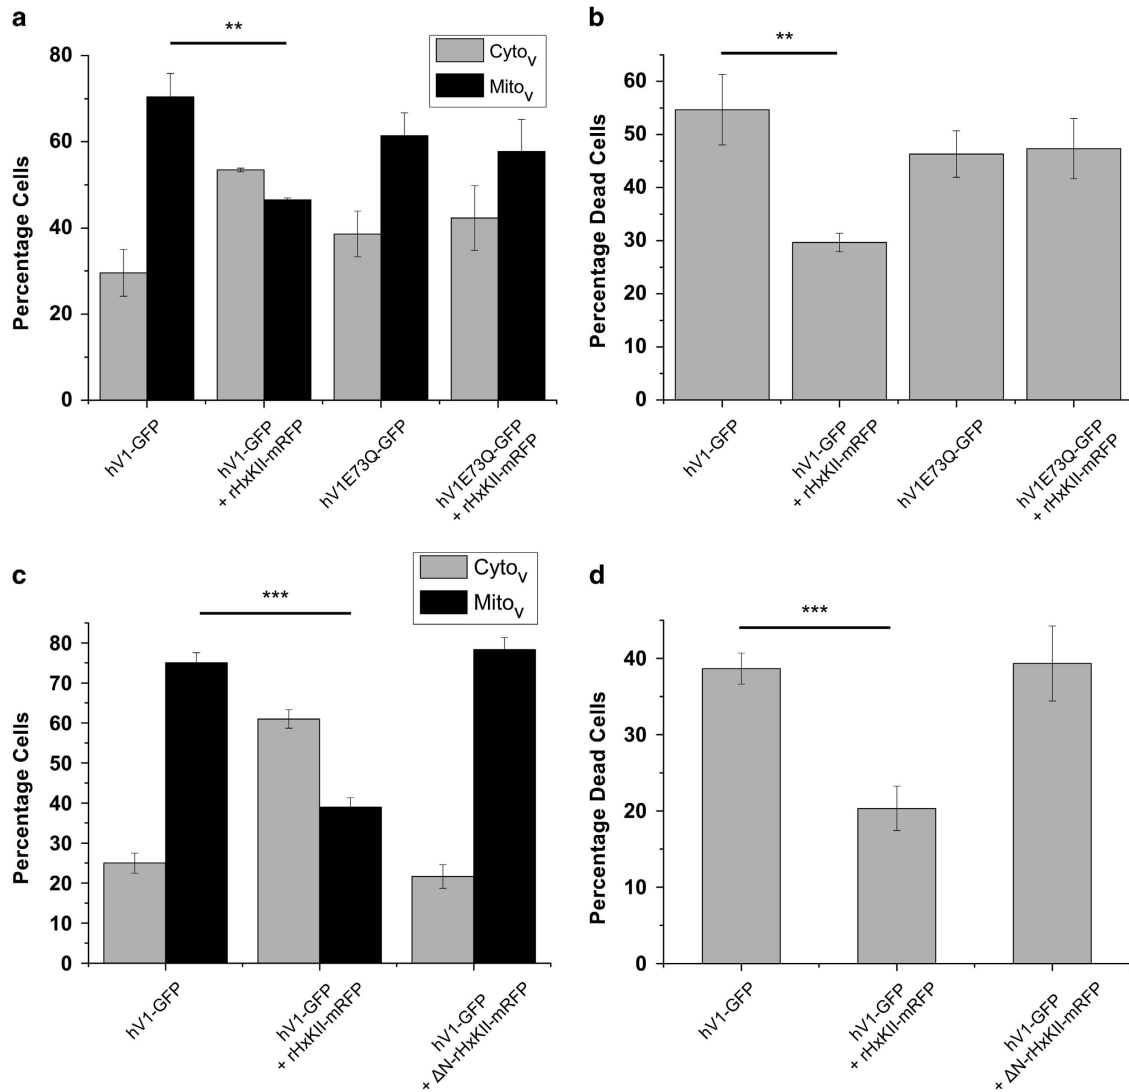 a
**
Cyto_v
Mito_v
80
60
40
20
0
Percentage Cells
hV1-GFP
hV1-GFP
+ rHxKII-mRFP
hV1E73Q-GFP
hV1E73Q-GFP
+ rHxKII-mRFP
b
**
60
50
40
30
20
10
0
Percentage Dead Cells
hV1-GFP
hV1-GFP
+ rHxKII-mRFP
hV1E73Q-GFP
hV1E73Q-GFP
+ rHxKII-mRFP
c
Cyto_v
Mito_v
***
80
70
60
50
40
30
20
10
0
Percentage Cells
hV1-GFP
hV1-GFP
+ rHxKII-mRFP
hV1-GFP
+ ΔN-rHxKII-mRFP
d
***
40
30
20
10
0
Percentage Dead Cells
hV1-GFP
hV1-GFP
+ rHxKII-mRFP
hV1-GFP
+ ΔN-rHxKII-mRFP